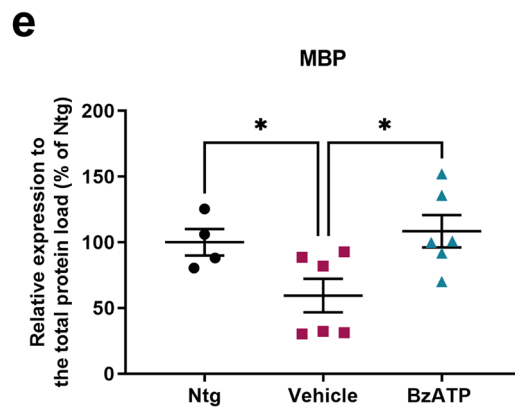 e
MBP
Relative expression to
the total protein load (% of Ntg)
200
150
100
50
0
* *
Ntg Vehicle BzATP